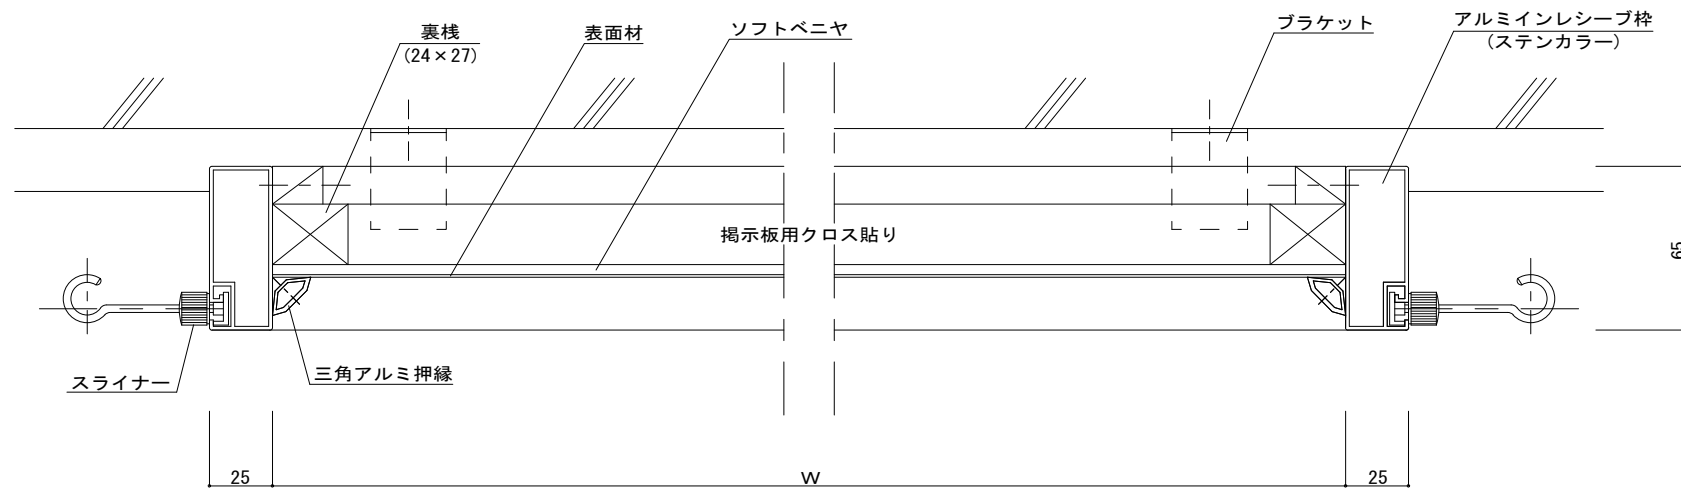 裏桟
(24×27)
表面材
ソフトベニヤ
ブラケット
アルミインレシーブ枠
(ステンカラー)
掲示板用クロス貼り
65
スライナー
三角アルミ押縁
25
W
25